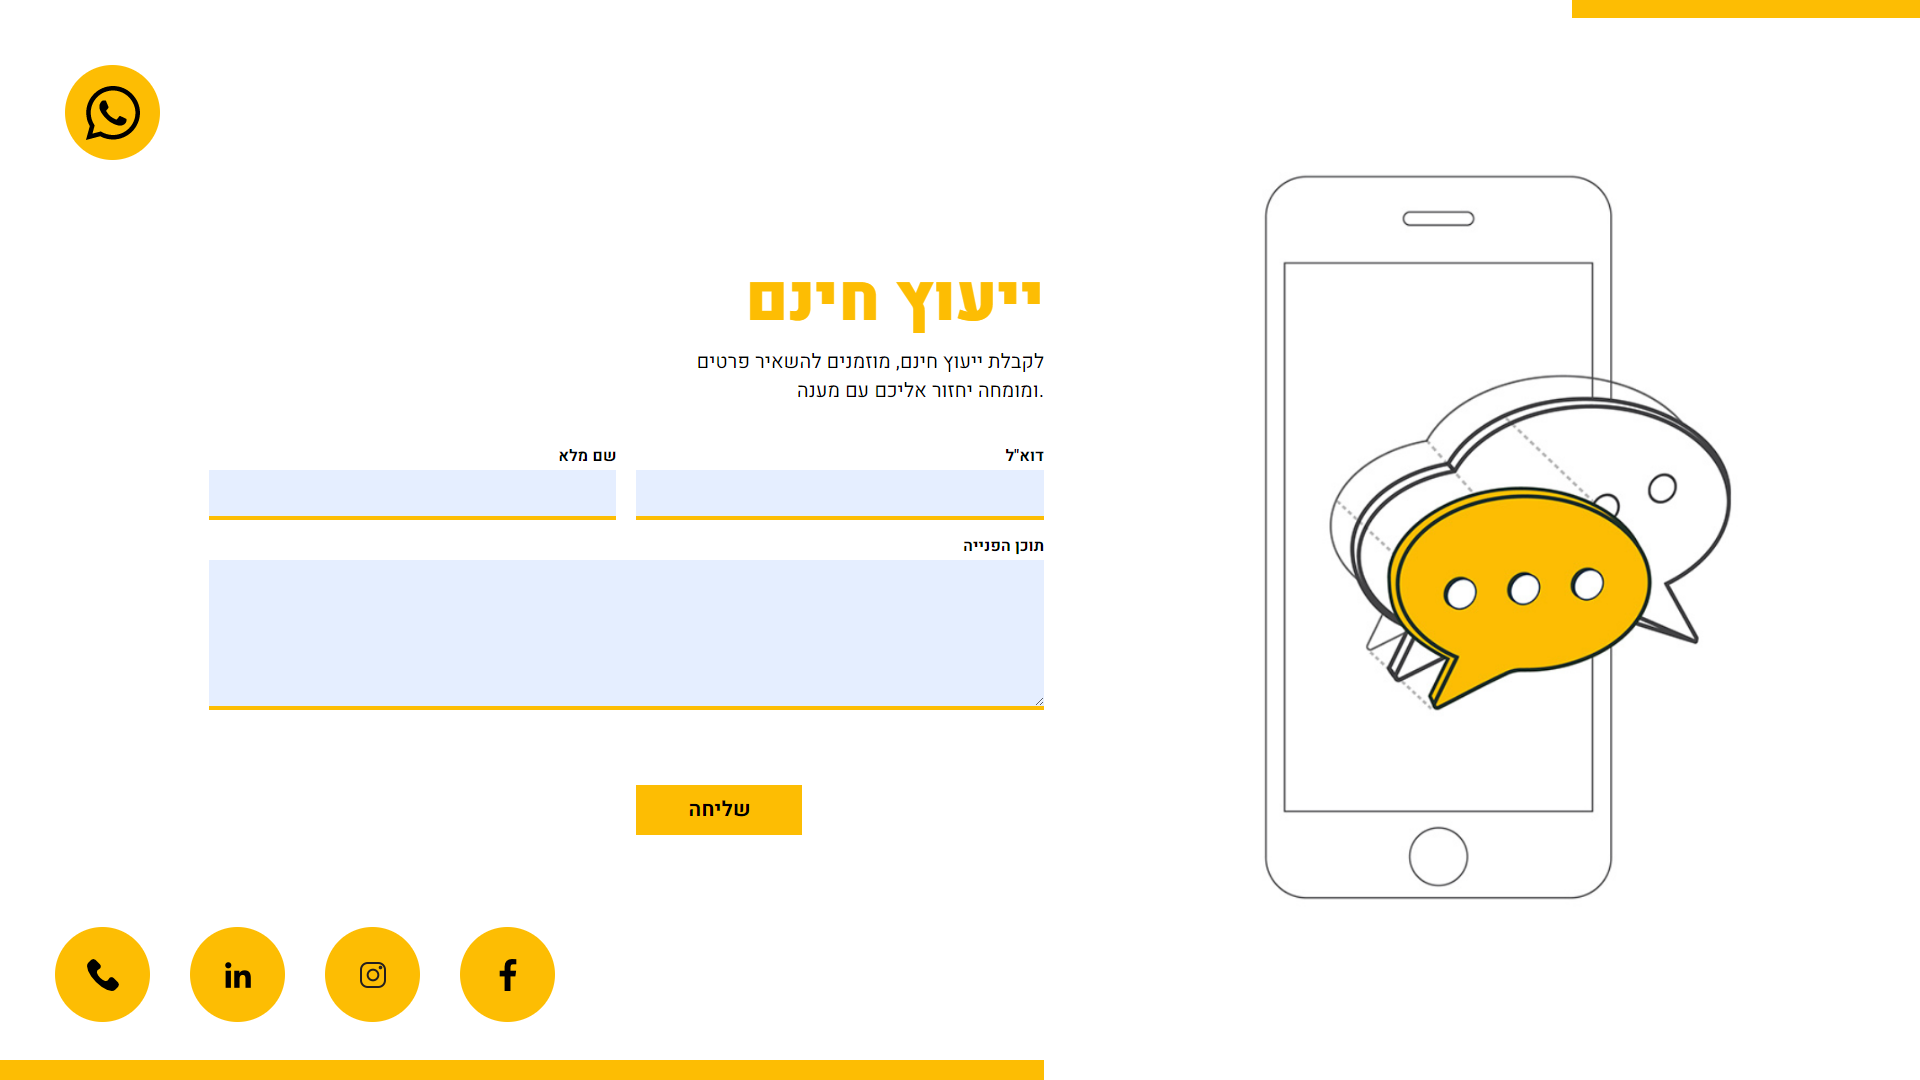 ייעוץ חינם
לקבלת ייעוץ חינם, מוזמנים להשאיר פרטים
ומומחה יחזור אליכם עם מענה.
דוא"ל
שם מלא
תוכן הפנייה
שליחה
in
f